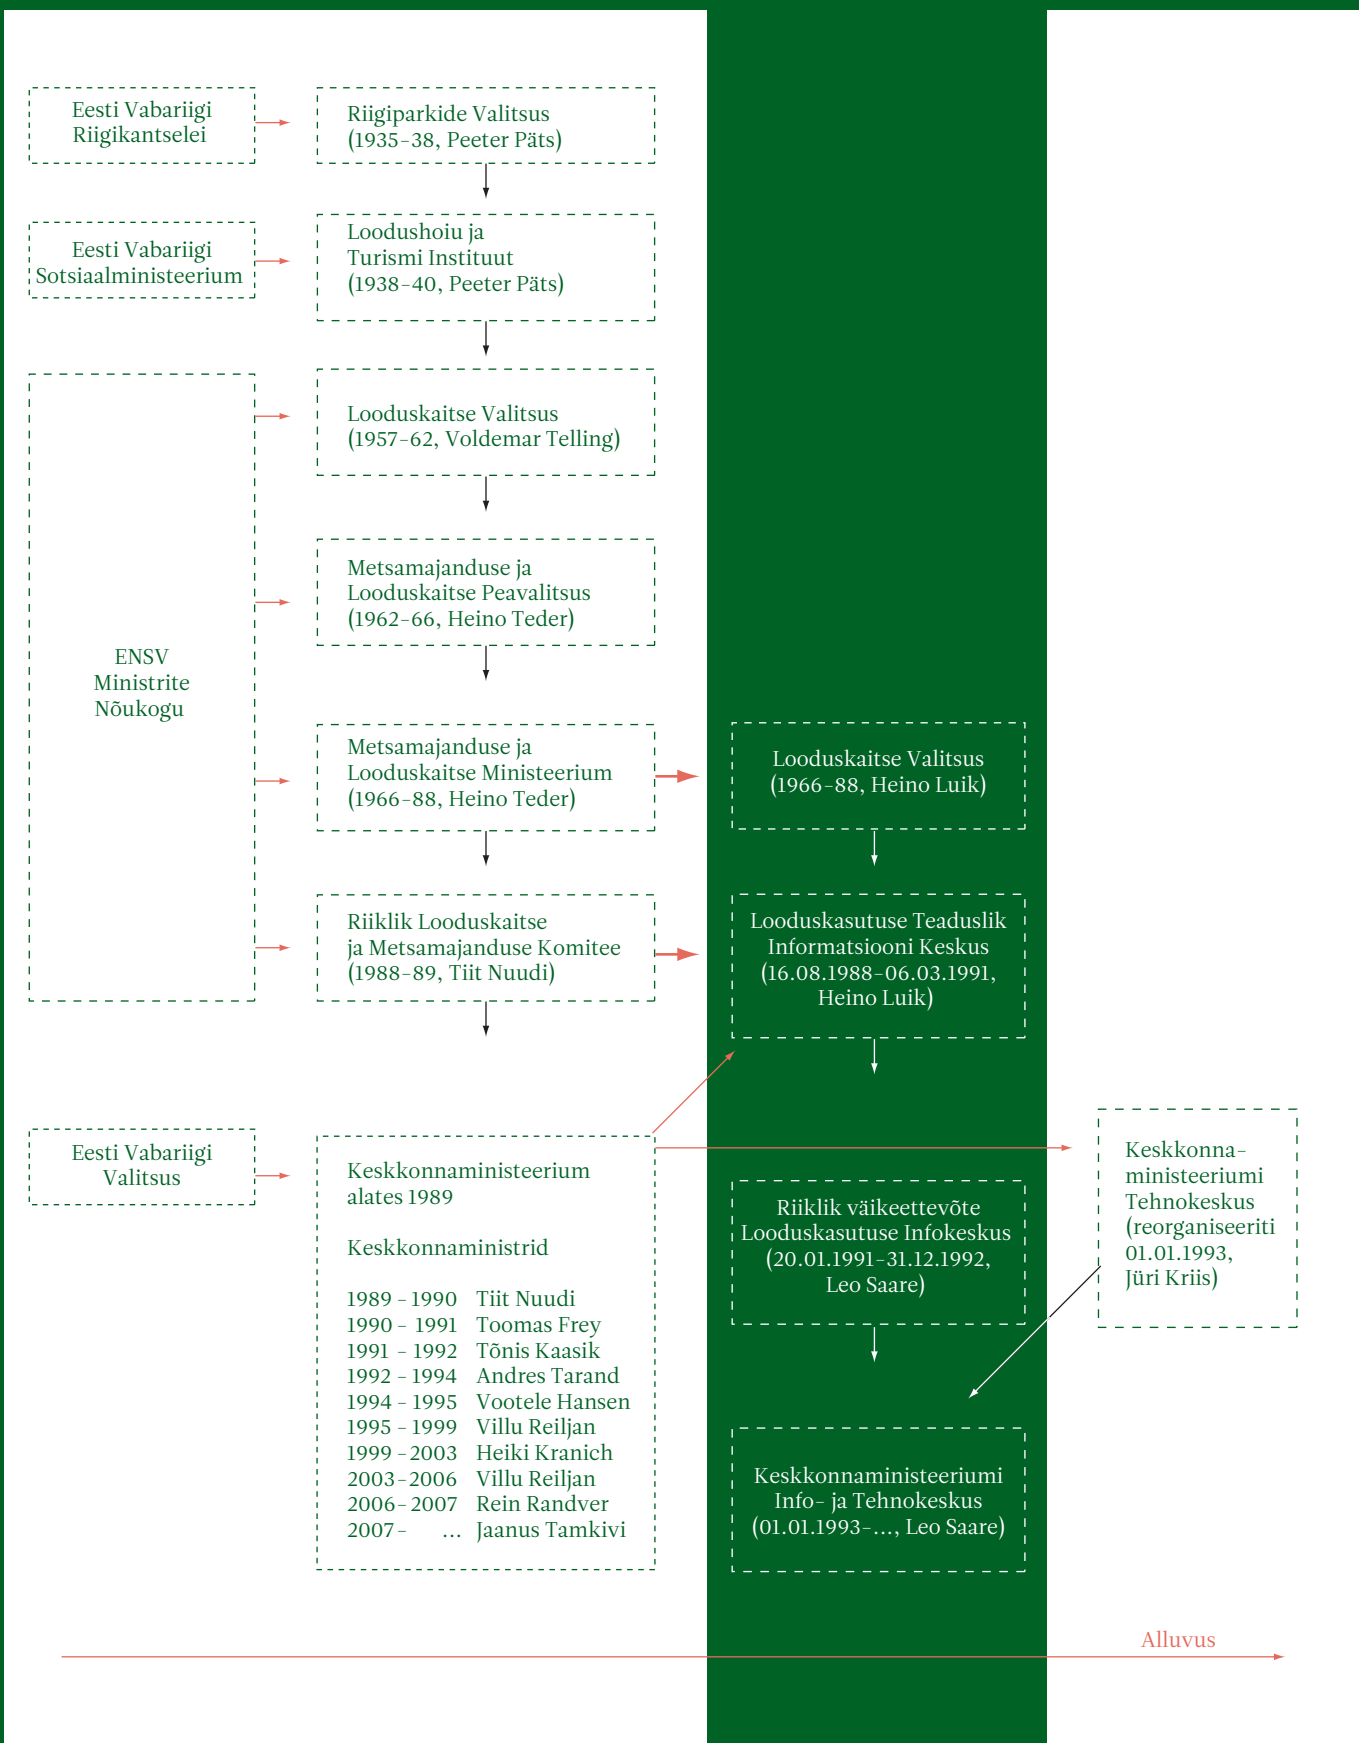 Eesti Vabariigi
Riigikantselei
Riigiparkide Valitsus
(1935-38, Peeter Päts)
Eesti Vabariigi
Sotsiaalministeerium
Loodushoiu ja
Turismi Instituut
(1938-40, Peeter Päts)
ENSV
Ministrite
Nõukogu
Looduskaitse Valitsus
(1957-62, Voldemar Telling)
Metsamajanduse ja
Looduskaitse Peavalitsus
(1962-66, Heino Teder)
Metsamajanduse ja
Looduskaitse Ministeerium
(1966-88, Heino Teder)
Looduskaitse Valitsus
(1966-88, Heino Luik)
Riiklik Looduskaitse
ja Metsamajanduse Komitee
(1988-89, Tiit Nuudi)
Looduskasutuse Teaduslik
Informatsiooni Keskus
(16.08.1988-06.03.1991,
Heino Luik)
Eesti Vabariigi
Valitsus
Keskkonnaministeerium
alates 1989
Keskkonnaministrid
1989 - 1990 Tiit Nuudi
1990 - 1991 Toomas Frey
1991 - 1992 Tõnis Kaasik
1992 - 1994 Andres Tarand
1994 - 1995 Vootele Hansen
1995 - 1999 Villu Reiljan
1999 - 2003 Heiki Kranich
2003 - 2006 Villu Reiljan
2006 - 2007 Rein Randver
2007 - ... Jaanus Tamkivi
Riiklik väikeettevõte
Looduskasutuse Infokeskus
(20.01.1991-31.12.1992,
Leo Saare)
Keskkonna-
ministeeriumi
Tehnokeskus
(reorganiseeriti
01.01.1993,
Jüri Kriis)
Keskkonnaministeeriumi
Info- ja Tehnokeskus
(01.01.1993-..., Leo Saare)
Alluvus